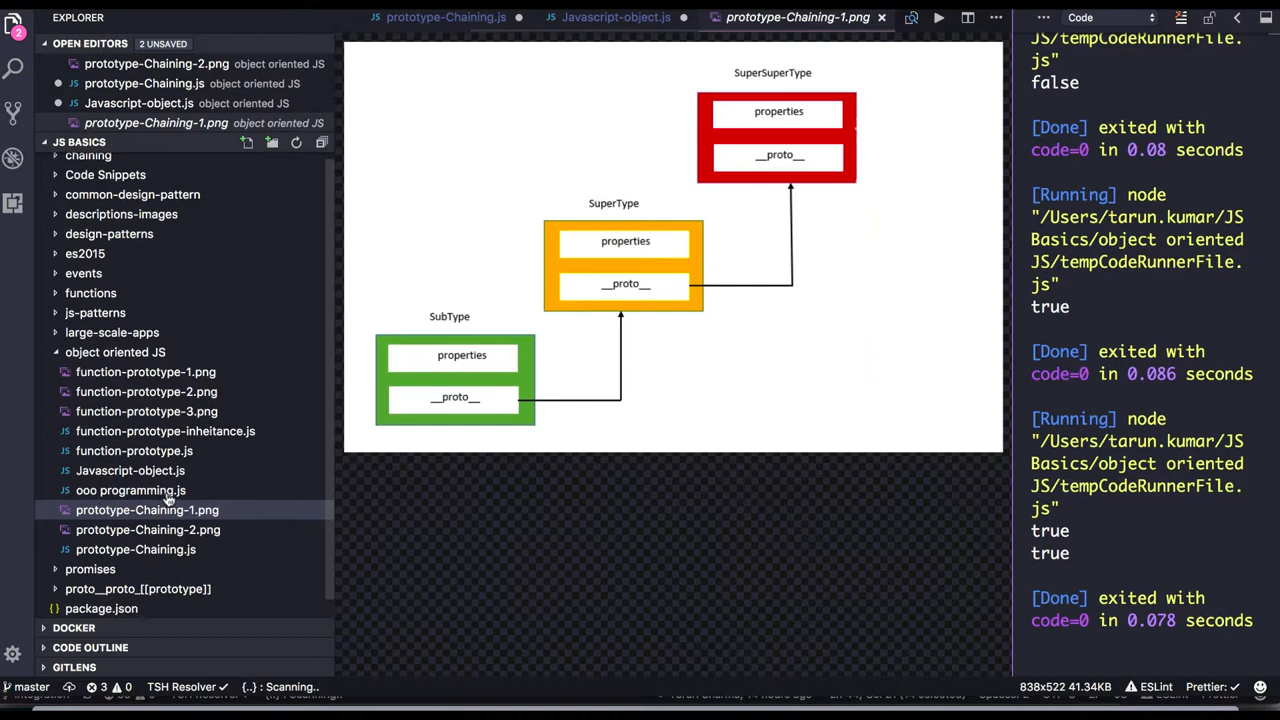 EXPLORER
OPEN EDITORS 2 UNSAVED
prototype-Chaining-2.png object oriented JS
prototype-Chaining.js object oriented JS
Javascript-object.js object oriented JS
prototype-Chaining-1.png object oriented JS
2
JS BASICS
chaining
Code Snippets
common-design-pattern
descriptions-images
design-patterns
es2015
events
functions
js-patterns
large-scale-apps
object oriented JS
function-prototype-1.png
function-prototype-2.png
function-prototype-3.png
JS function-prototype-inheitance.js
JS function-prototype.js
JS Javascript-object.js
JS ooo programming.js
prototype-Chaining-1.png
prototype-Chaining-2.png
JS prototype-Chaining.js
promises
proto__proto_[[prototype]]
{} package.json
DOCKER
CODE OUTLINE
GITLENS
JS prototype-Chaining.js
JS Javascript-object.js
prototype-Chaining-1.png
SuperSuperType
properties
__proto__
SuperType
properties
__proto__
SubType
properties
__proto__
Code
JS/tempCodeRunnerFile.
js"
false
[Done] exited with
code=0 in 0.08 seconds
[Running] node
"/Users/tarun.kumar/JS
Basics/object oriented
JS/tempCodeRunnerFile.
js"
true
[Done] exited with
code=0 in 0.086 seconds
[Running] node
"/Users/tarun.kumar/JS
Basics/object oriented
JS/tempCodeRunnerFile.
js"
true
true
[Done] exited with
code=0 in 0.078 seconds
master 0 0 TSH Resolver {..} : Scanning.. 838x522 41.34KB ESLint Prettier: